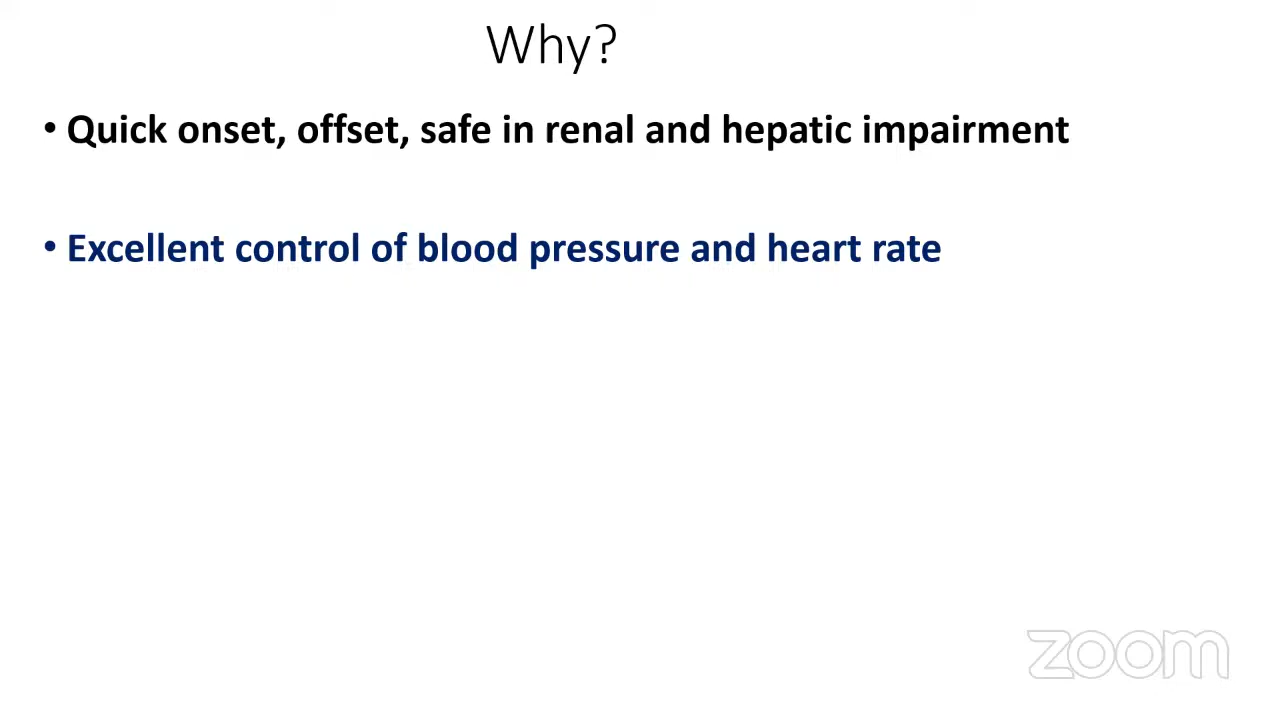 Why?
• Quick onset, offset, safe in renal and hepatic impairment
• Excellent control of blood pressure and heart rate
zoom